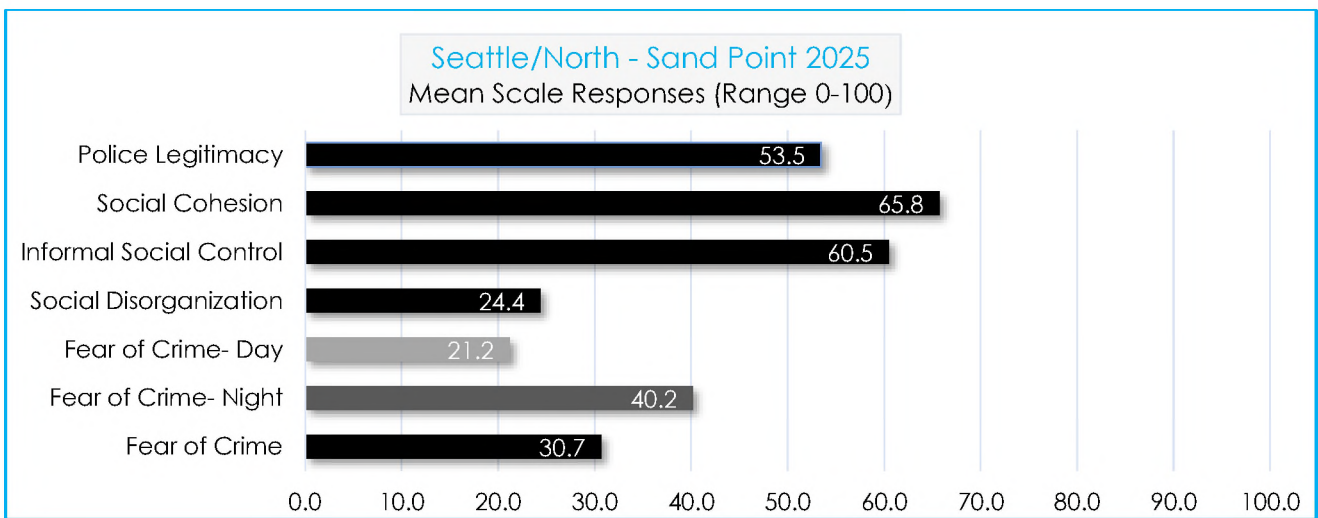 Seattle/North - Sand Point 2025
Mean Scale Responses (Range 0-100)
Police Legitimacy 53.5
Social Cohesion 65.8
Informal Social Control 60.5
Social Disorganization 24.4
Fear of Crime- Day 21.2
Fear of Crime- Night 40.2
Fear of Crime 30.7
0.0 10.0 20.0 30.0 40.0 50.0 60.0 70.0 80.0 90.0 100.0